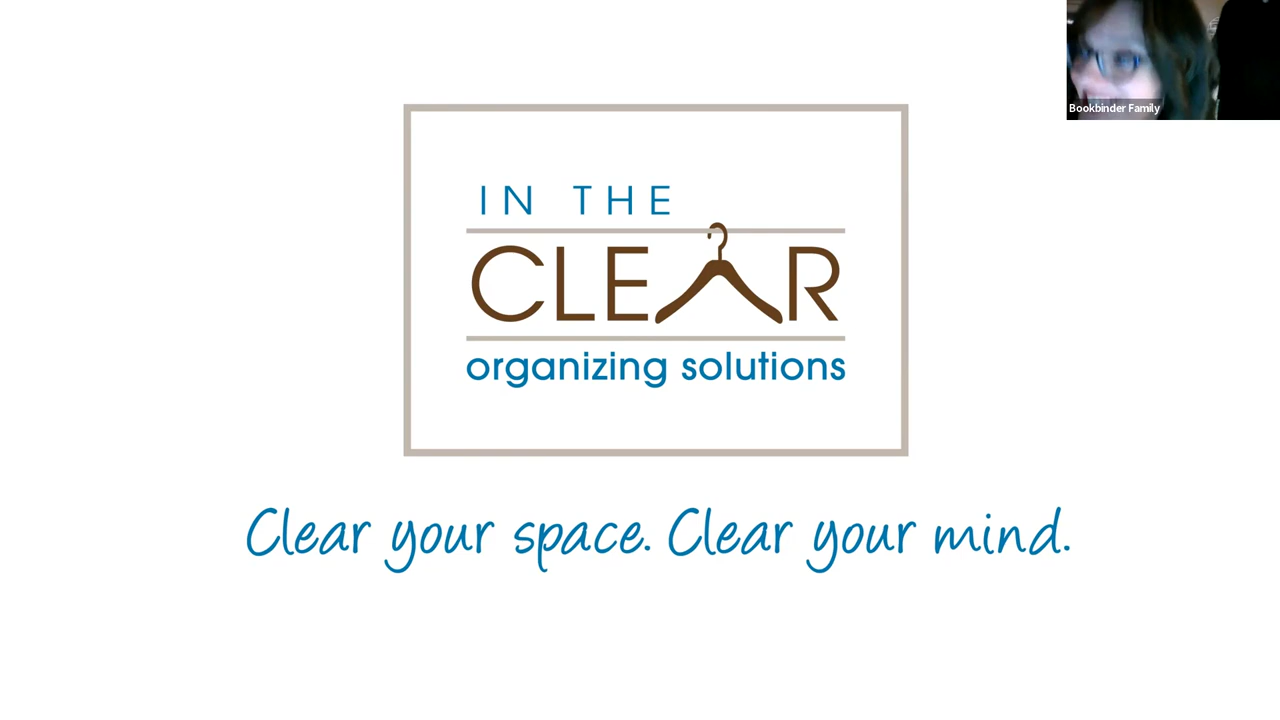 Bookbinder Family
IN THE
CLEAR
organizing solutions
Clear your space. Clear your mind.